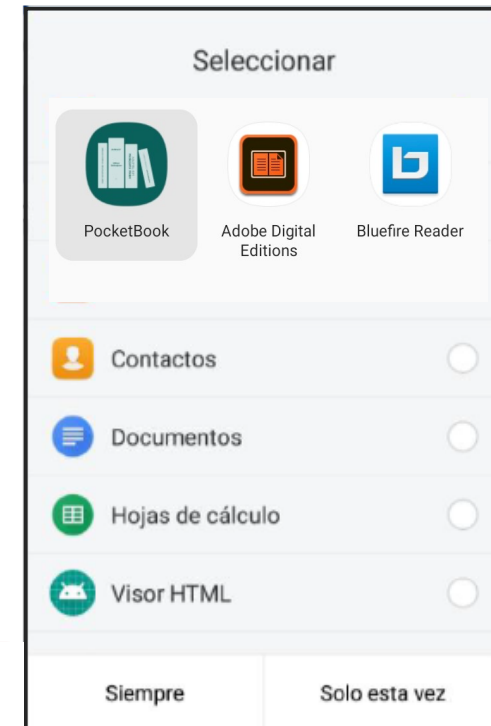 Seleccionar
PocketBook
Adobe Digital
Editions
Bluefire Reader
Contactos
Documentos
Hojas de cálculo
Visor HTML
Siempre
Solo esta vez